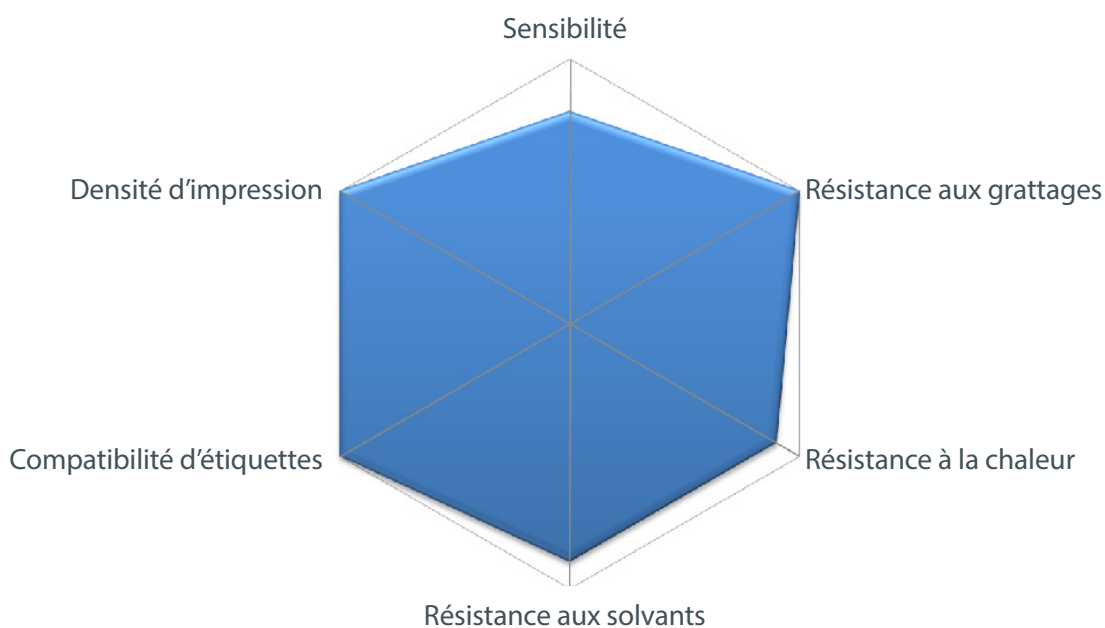 Sensibilité
Densité d’impression
Résistance aux grattages
Compatibilité d’étiquettes
Résistance à la chaleur
Résistance aux solvants